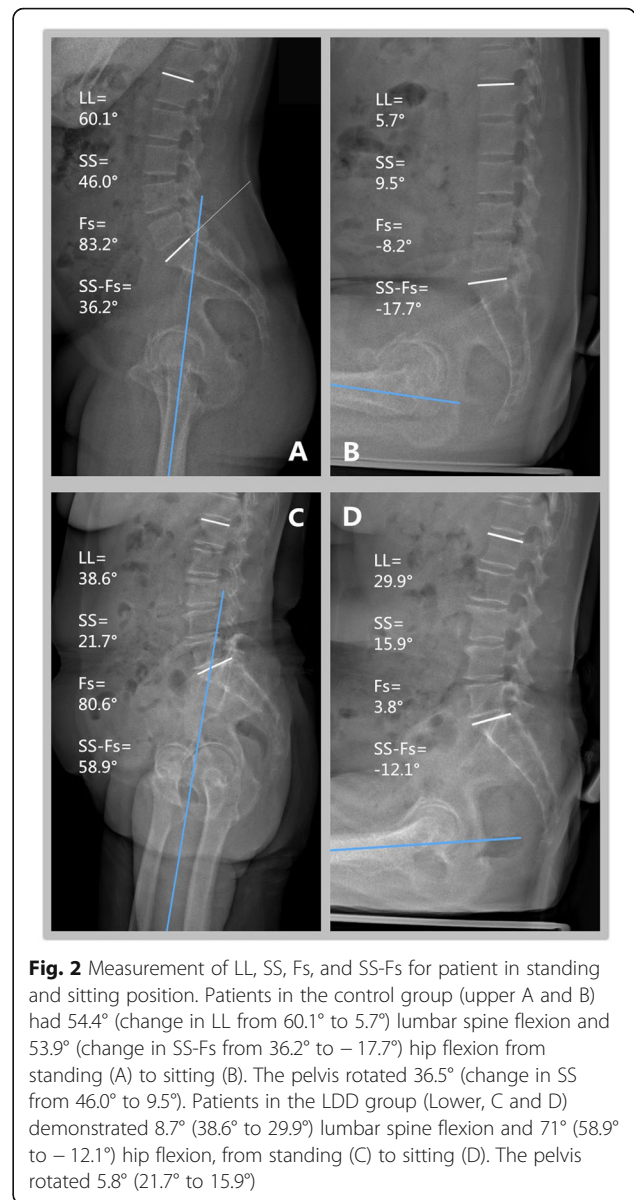 LL=
60.1°
SS=
46.0°
Fs=
83.2°
SS-Fs=
36.2°
A
LL=
5.7°
SS=
9.5°
Fs=
-8.2°
SS-Fs=
-17.7°
B
C
LL=
38.6°
SS=
21.7°
Fs=
80.6°
SS-Fs=
58.9°
D
LL=
29.9°
SS=
15.9°
Fs=
3.8°
SS-Fs=
-12.1°
Fig. 2 Measurement of LL, SS, Fs, and SS-Fs for patient in standing
and sitting position. Patients in the control group (upper A and B)
had 54.4° (change in LL from 60.1° to 5.7°) lumbar spine flexion and
53.9° (change in SS-Fs from 36.2° to − 17.7°) hip flexion from
standing (A) to sitting (B). The pelvis rotated 36.5° (change in SS
from 46.0° to 9.5°). Patients in the LDD group (Lower, C and D)
demonstrated 8.7° (38.6° to 29.9°) lumbar spine flexion and 71° (58.9°
to − 12.1°) hip flexion, from standing (C) to sitting (D). The pelvis
rotated 5.8° (21.7° to 15.9°)